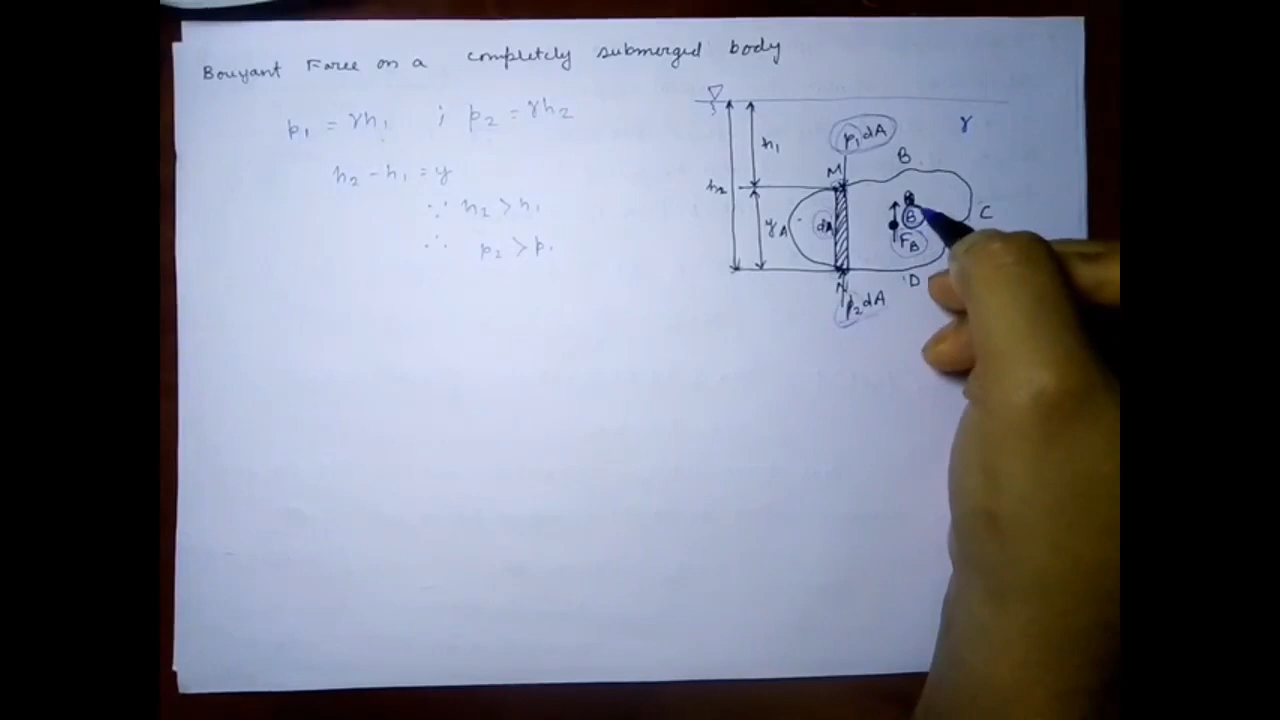 Bouyant Force on a completely submerged body
p₁ = γh₁ ; p₂ = γh₂
h₂ - h₁ = y
∵ h₂ > h₁
∴ p₂ > p₁
γ
p₁dA
h₁
B
M
h₂
C
y
A
dA
B
F_B
D
N
p₂dA